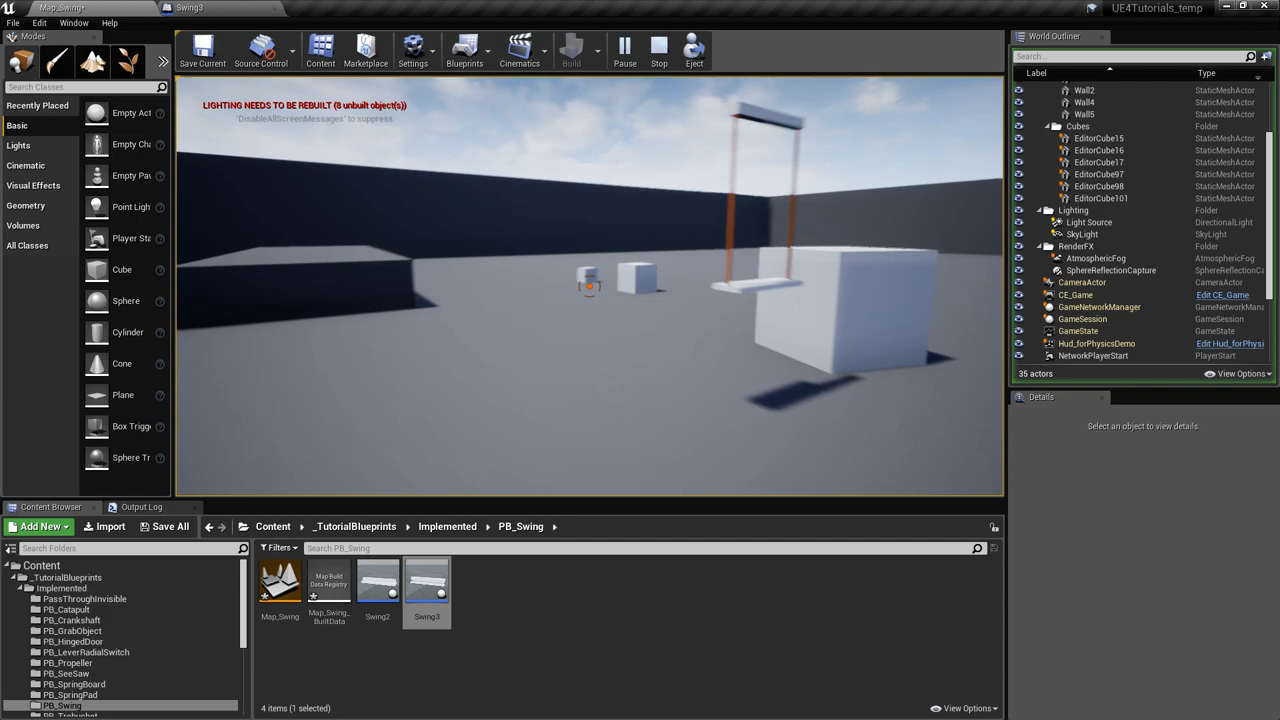 Map_Swing*
Swing3
UE4Tutorials_temp
File
Edit
Window
Help
Modes
Search Classes
Recently Placed
Basic
Lights
Cinematic
Visual Effects
Geometry
Volumes
All Classes
Empty Act
Empty Cha
Empty Pav
Point Ligh
Player Sta
Cube
Sphere
Cylinder
Cone
Plane
Box Trigge
Sphere Tr
Save Current
Source Control
Content
Marketplace
Settings
Blueprints
Cinematics
Build
Pause
Stop
Eject
LIGHTING NEEDS TO BE REBUILT (8 unbuilt object(s))
'DisableAllScreenMessages' to suppress
World Outliner
Search...
Label
Type
Wall2 StaticMeshActor
Wall4 StaticMeshActor
Wall5 StaticMeshActor
Cubes Folder
EditorCube15 StaticMeshActor
EditorCube16 StaticMeshActor
EditorCube17 StaticMeshActor
EditorCube97 StaticMeshActor
EditorCube98 StaticMeshActor
EditorCube101 StaticMeshActor
Lighting Folder
Light Source DirectionalLight
SkyLight SkyLight
RenderFX Folder
AtmosphericFog AtmosphericFog
SphereReflectionCapture SphereReflectionCa
CameraActor CameraActor
CE_Game Edit CE_Game
GameNetworkManager GameNetworkMana
GameSession GameSession
GameState GameState
Hud_forPhysicsDemo Edit Hud_forPhysi
NetworkPlayerStart PlayerStart
35 actors
View Options
Details
Select an object to view details.
Content Browser
Output Log
Add New
Import
Save All
Content
_TutorialBlueprints
Implemented
PB_Swing
Search Folders
Filters
Search PB_Swing
Content
_TutorialBlueprints
Implemented
PassThroughInvisible
PB_Catapult
PB_Crankshaft
PB_GrabObject
PB_HingedDoor
PB_LeverRadialSwitch
PB_Propeller
PB_SeeSaw
PB_SpringBoard
PB_SpringPad
PB_Swing
PB_Trebuchet
Map Build
Data Registry
Map_Swing
Map_Swing_
BuiltData
Swing2
Swing3
4 items (1 selected)
View Options